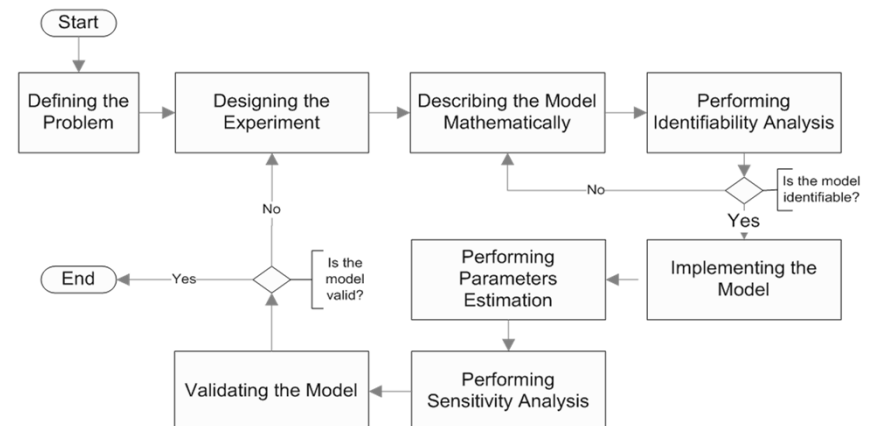 Start
Defining the
Problem
Designing the
Experiment
Describing the Model
Mathematically
Performing
Identifiability Analysis
No
Is the model
identifiable?
Yes
No
Performing
Parameters
Estimation
Implementing the
Model
End
Yes
Is the
model
valid?
Validating the Model
Performing
Sensitivity Analysis